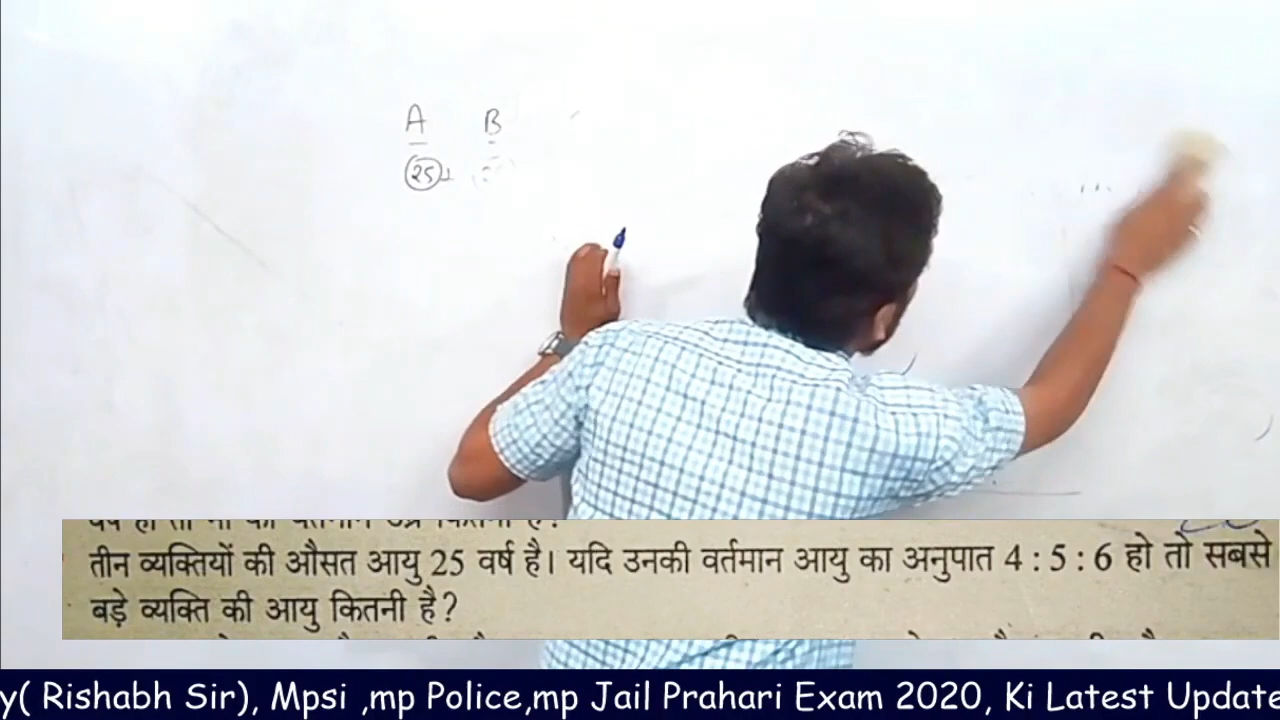 A B
25
तीन व्यक्तियों की औसत आयु 25 वर्ष है। यदि उनकी वर्तमान आयु का अनुपात 4 : 5 : 6 हो तो सबसे
बड़े व्यक्ति की आयु कितनी है?
y( Rishabh Sir), Mpsi ,mp Police,mp Jail Prahari Exam 2020, Ki Latest Update